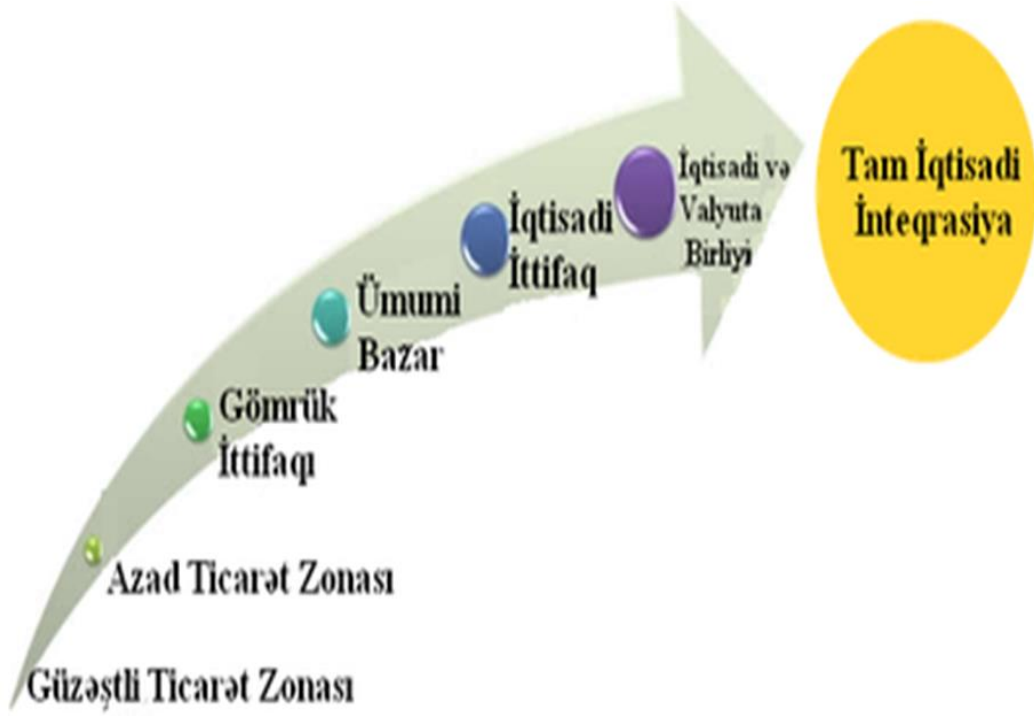 Tam İqtisadi
İnteqrasiya
İqtisadi və
Valyuta
Birliyi
İqtisadi
İttifaq
Ümumi
Bazar
Gömrük
İttifaqı
Azad Ticarət Zonası
Güzəştli Ticarət Zonası